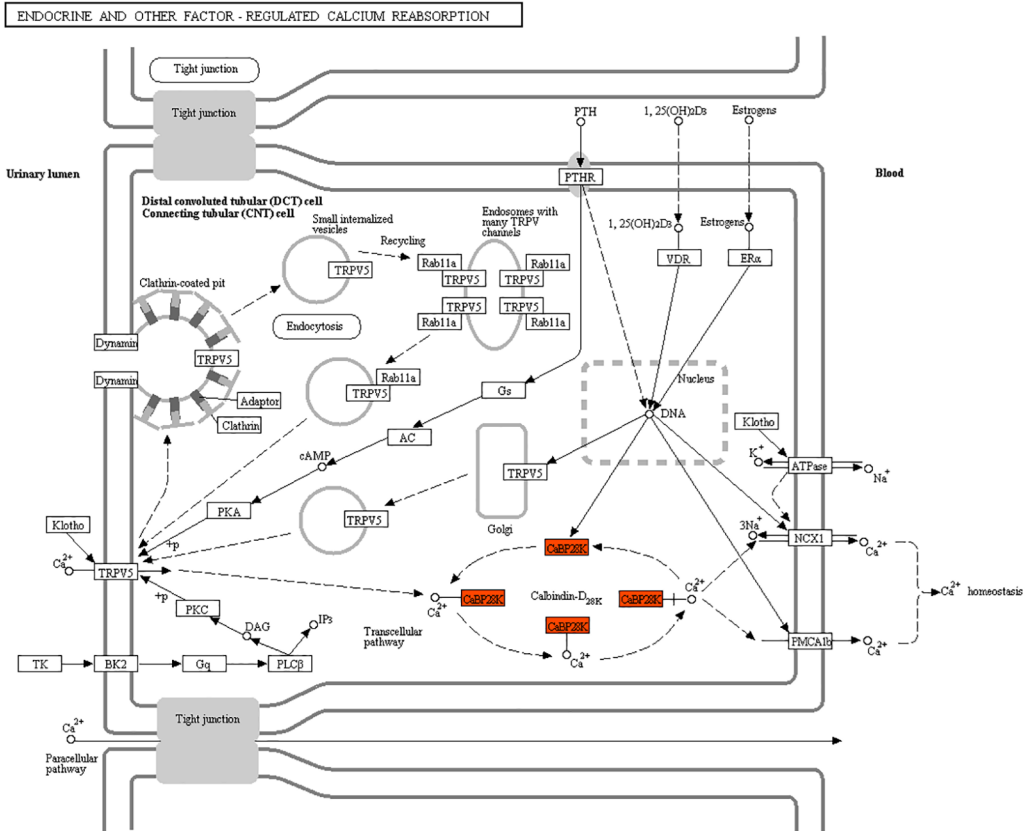 ENDOCRINE AND OTHER FACTOR - REGULATED CALCIUM REABSORPTION
Tight junction
Tight junction
PTH
1, 25(OH)₂D₃
Estrogens
Urinary lumen
Blood
PTHR
Distal convoluted tubular (DCT) cell
Connecting tubular (CNT) cell
Small internalized
vesicles
Endosomes with
many TRPV
channels
1, 25(OH)₂D₃
Estrogens
Recycling
TRPV5
Rab11a
TRPV5
Rab11a
TRPV5
VDR
ERα
Clathrin-coated pit
TRPV5
Rab11a
TRPV5
Rab11a
Endocytosis
Dynamin
TRPV5
Dynamin
Rab11a
TRPV5
Adaptor
Clathrin
Gs
Nucleus
DNA
Klotho
AC
cAMP
K⁺
ATPase
Na⁺
TRPV5
PKA
TRPV5
Golgi
Klotho
+p
3Na⁺
NCX1
Ca²⁺
Ca²⁺
TRPV5
CaBP28K
+p
PKC
Ca²⁺
CaBP28K
Calbindin-D₂₈K
CaBP28K
Ca²⁺
Ca²⁺ homeostasis
DAG
IP₃
Transcellular
pathway
CaBP28K
Ca²⁺
PMCA1b
Ca²⁺
TK
BK2
Gq
PLCβ
Tight junction
Ca²⁺
Paracellular
pathway